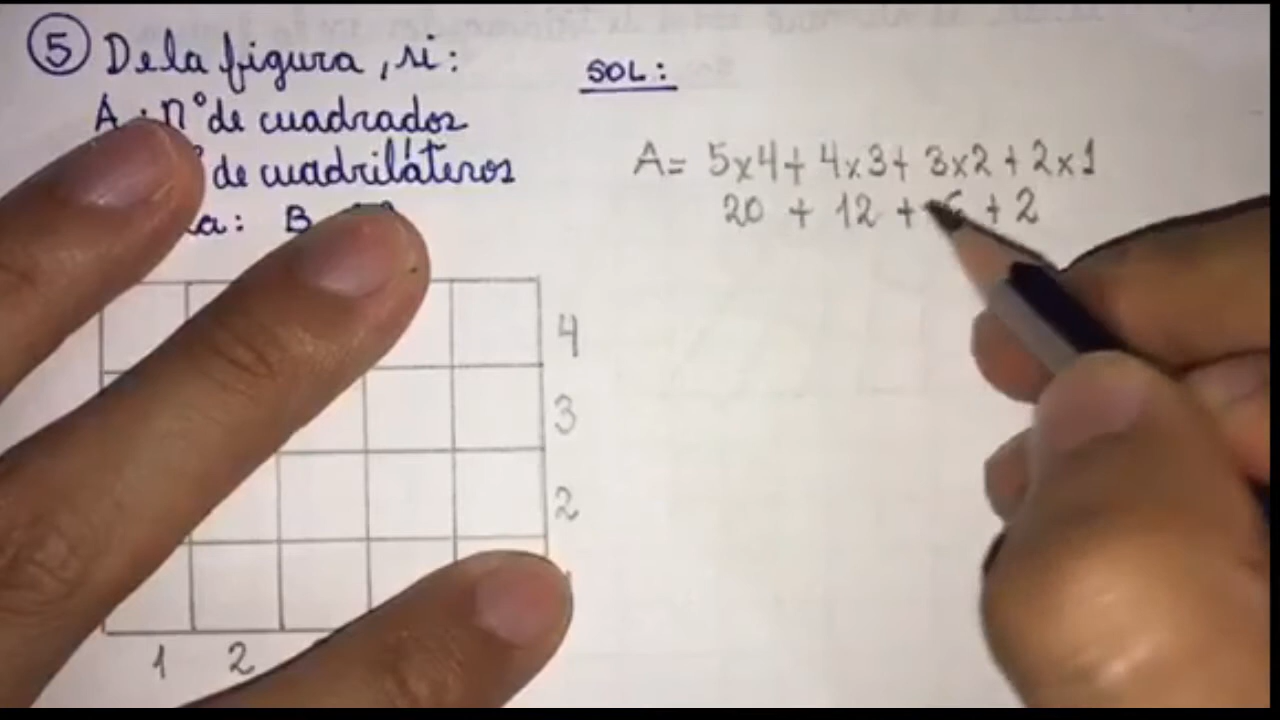 5 De la figura, si:
A: n° de cuadrados
° de cuadriláteros
a: B
SOL:
A= 5x4+ 4x3+ 3x2+2x1
20 + 12 + 6 + 2
4
3
2
1 2